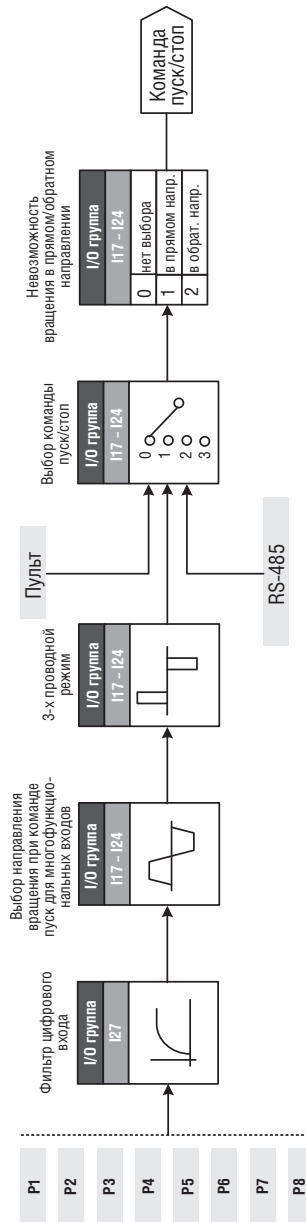 P1
P2
P3
P4
P5
P6
P7
P8
Фильтр цифрового
входа
I/O группа
I27
Выбор направления
вращения при команде
пуск для многофункцио-
нальных входов
I/O группа
I17 – I24
3-х проводной
режим
I/O группа
I17 – I24
Пульт
RS-485
Выбор команды
пуск/стоп
I/O группа
I17 – I24
0
1
2
3
Невозможность
вращения в прямом/обратном
направлении
I/O группа
I17 – I24
0 нет выбора
1 в прямом напр.
2 в обрат. напр.
Команда
пуск/стоп